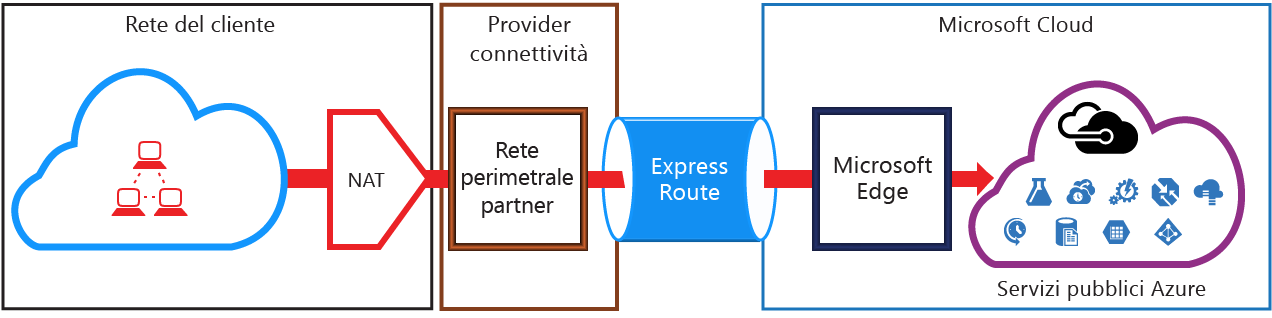 Rete del cliente
Provider
connettività
Microsoft Cloud
NAT
Rete
perimetrale
partner
Express
Route
Microsoft
Edge
Servizi pubblici Azure